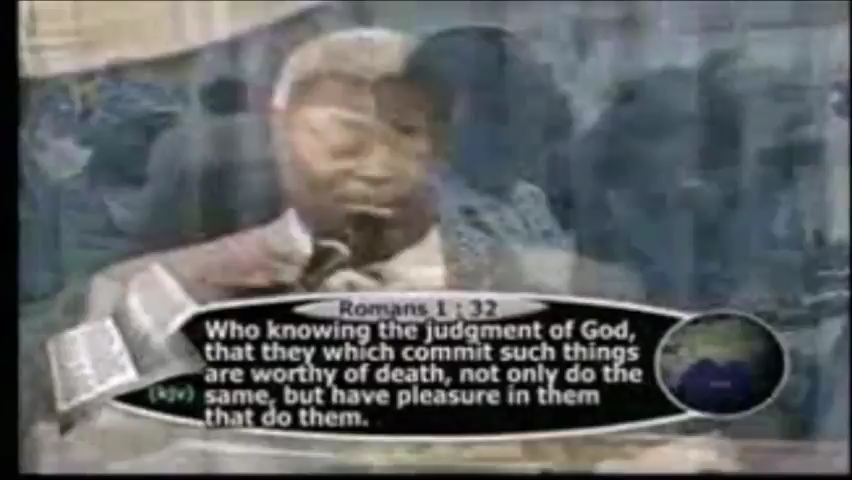 Romans 1 : 32
Who knowing the judgment of God,
that they which commit such things
are worthy of death, not only do the
(kjv) same, but have pleasure in them
that do them.